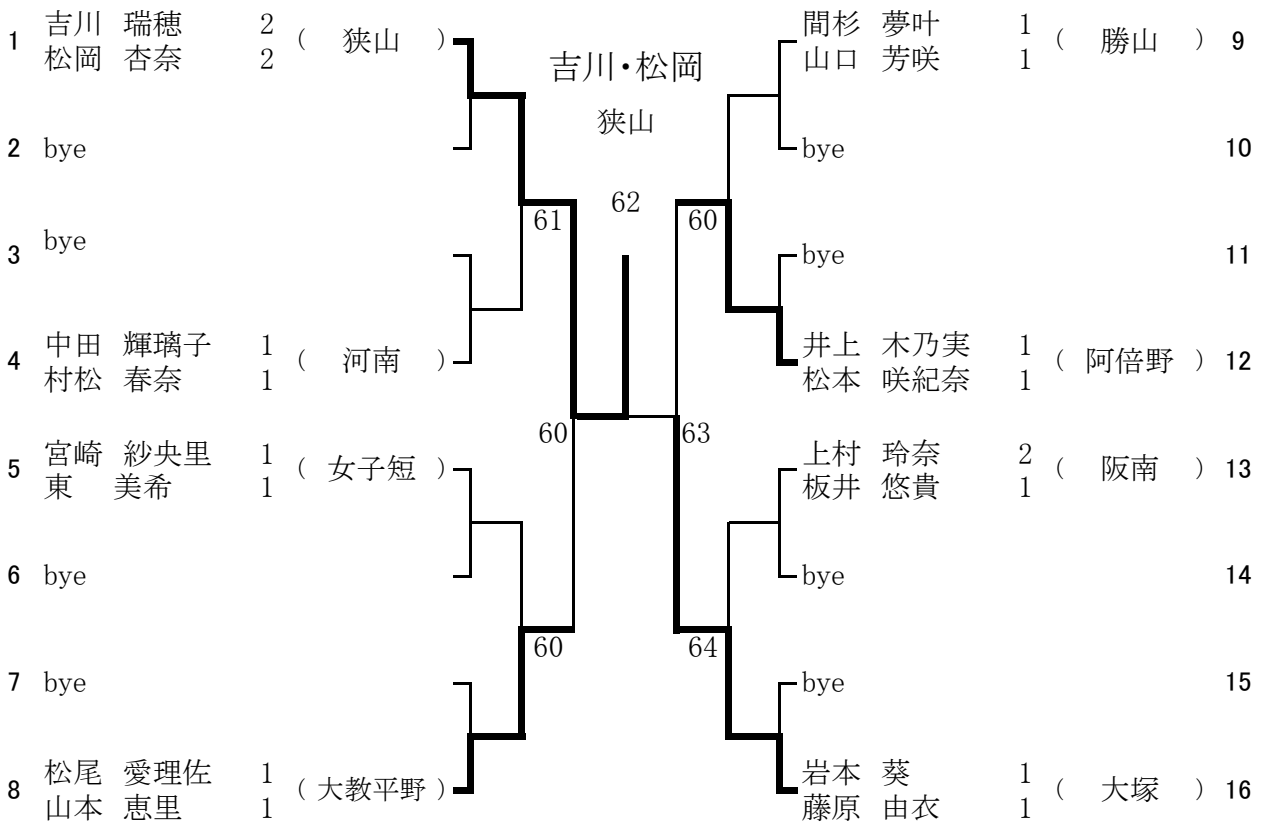 吉川 瑞穂 2
1 ( 狭山 )
松岡 杏奈 2
2 bye
3 bye
中田 輝璃子 1
4 ( 河南 )
村松 春奈 1
宮崎 紗央里 1
5 ( 女子短 )
東 美希 1
6 bye
7 bye
松尾 愛理佐 1
8 ( 大教平野 )
山本 恵里 1
吉川・松岡
狭山
62
61
60
60
60
63
64
間杉 夢叶 1
( 勝山 ) 9
山口 芳咲 1
bye 10
bye 11
井上 木乃実 1
( 阿倍野 ) 12
松本 咲紀奈 1
上村 玲奈 2
( 阪南 ) 13
板井 悠貴 1
bye 14
bye 15
岩本 葵 1
( 大塚 ) 16
藤原 由衣 1